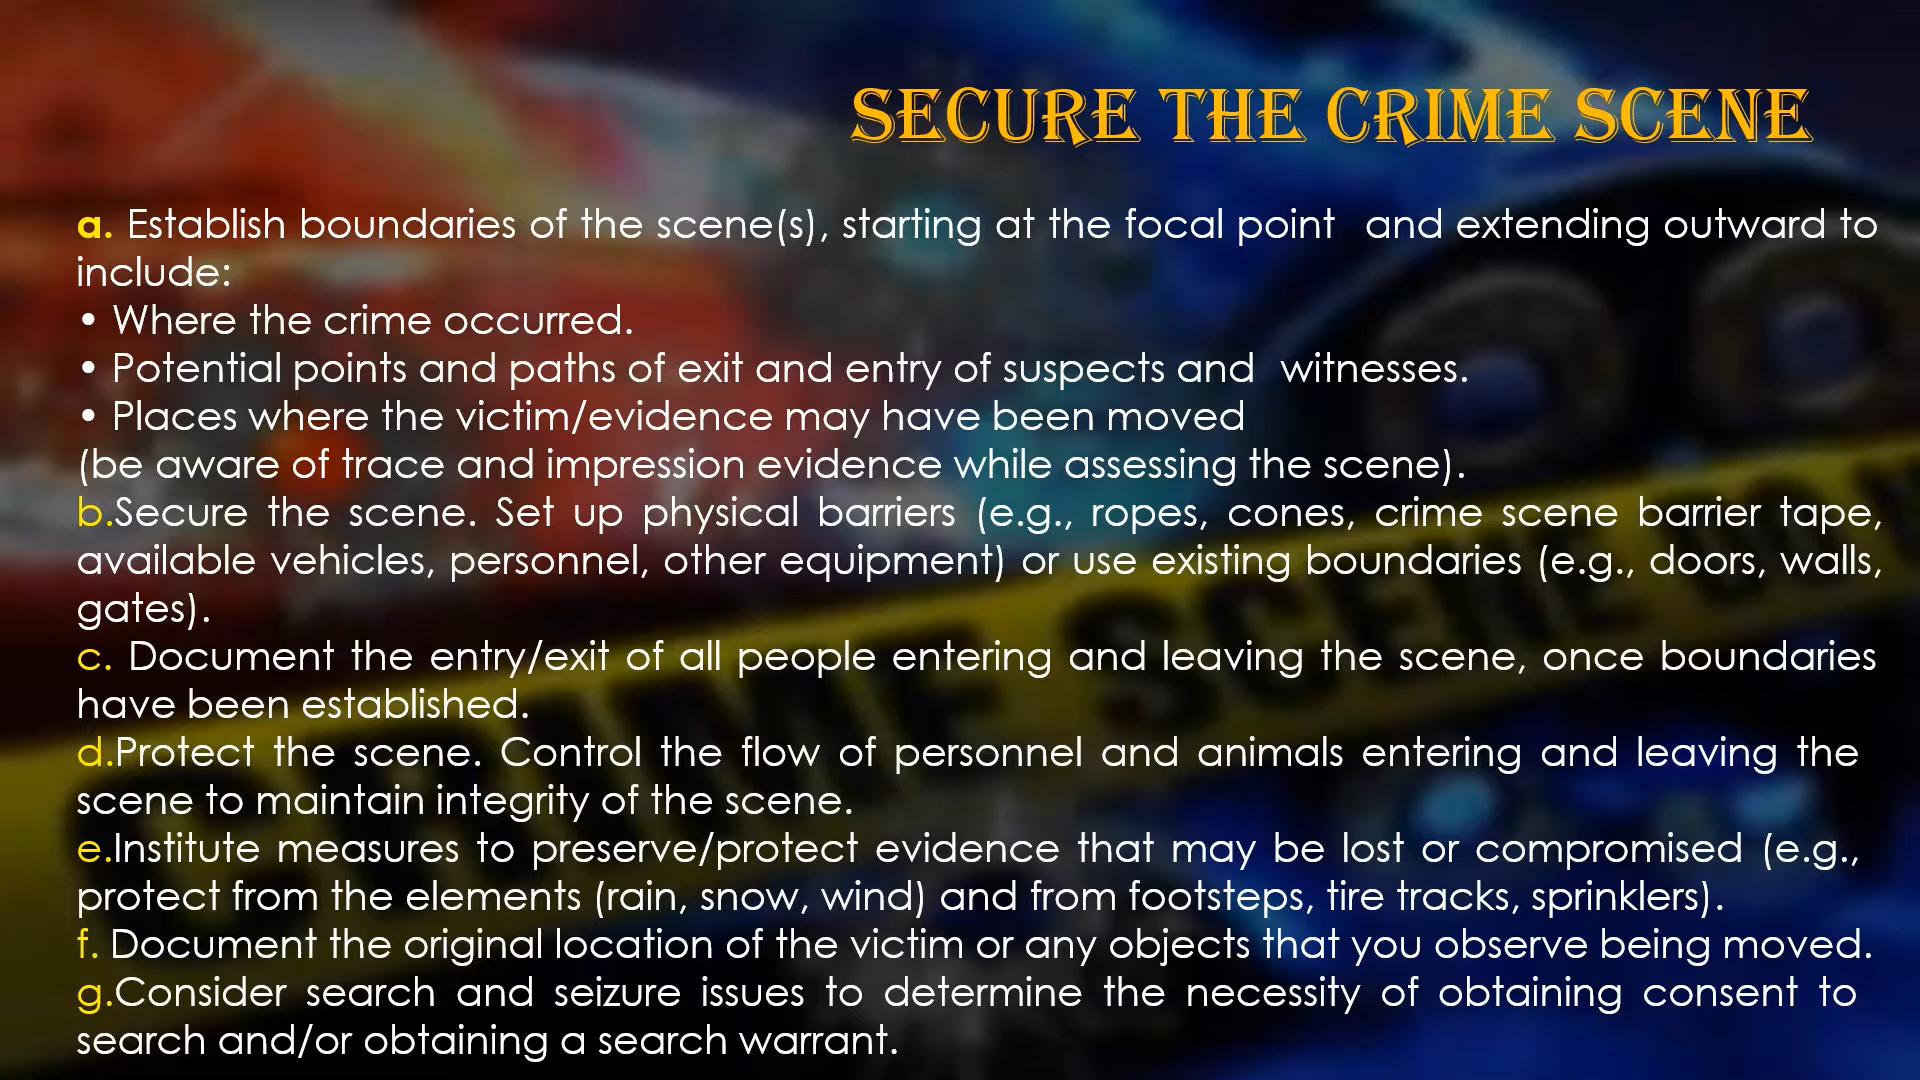 SECURE THE CRIME SCENE
a. Establish boundaries of the scene(s), starting at the focal point and extending outward to
include:
• Where the crime occurred.
• Potential points and paths of exit and entry of suspects and witnesses.
• Places where the victim/evidence may have been moved
(be aware of trace and impression evidence while assessing the scene).
b.Secure the scene. Set up physical barriers (e.g., ropes, cones, crime scene barrier tape,
available vehicles, personnel, other equipment) or use existing boundaries (e.g., doors, walls,
gates).
c. Document the entry/exit of all people entering and leaving the scene, once boundaries
have been established.
d.Protect the scene. Control the flow of personnel and animals entering and leaving the
scene to maintain integrity of the scene.
e.Institute measures to preserve/protect evidence that may be lost or compromised (e.g.,
protect from the elements (rain, snow, wind) and from footsteps, tire tracks, sprinklers).
f. Document the original location of the victim or any objects that you observe being moved.
g.Consider search and seizure issues to determine the necessity of obtaining consent to
search and/or obtaining a search warrant.
CRIME SCENE